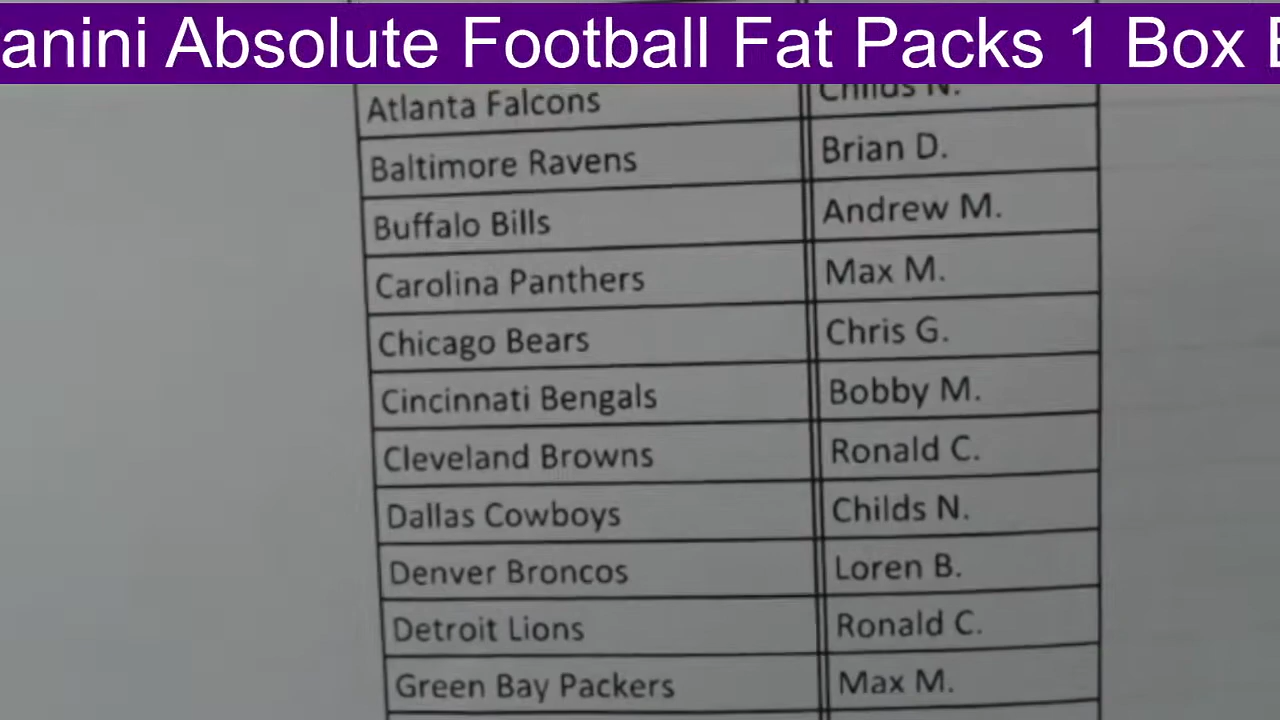 anini Absolute Football Fat Packs 1 Box
Atlanta Falcons Childs N.
Baltimore Ravens Brian D.
Buffalo Bills Andrew M.
Carolina Panthers Max M.
Chicago Bears Chris G.
Cincinnati Bengals Bobby M.
Cleveland Browns Ronald C.
Dallas Cowboys Childs N.
Denver Broncos Loren B.
Detroit Lions Ronald C.
Green Bay Packers Max M.